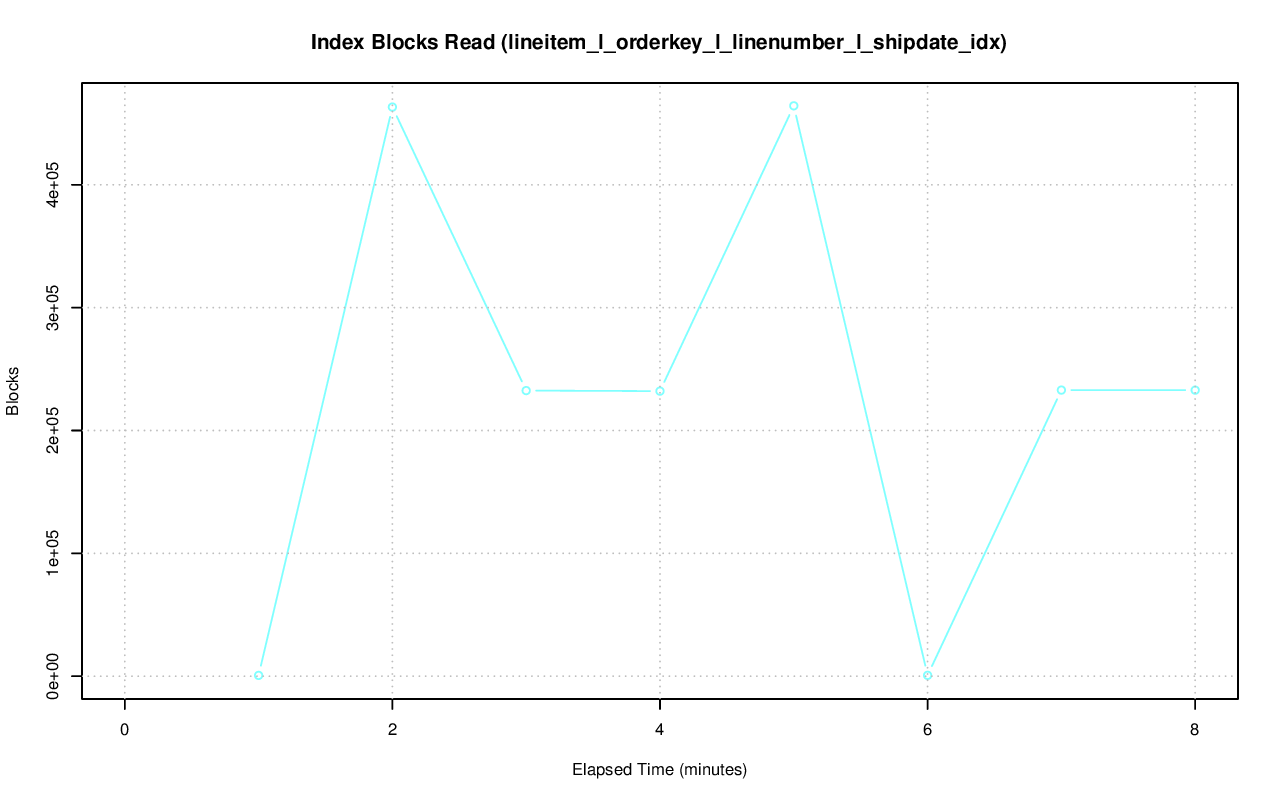 Index Blocks Read (lineitem_l_orderkey_l_linenumber_l_shipdate_idx)
Blocks
4e+05
3e+05
2e+05
1e+05
0e+00
0 2 4 6 8
Elapsed Time (minutes)